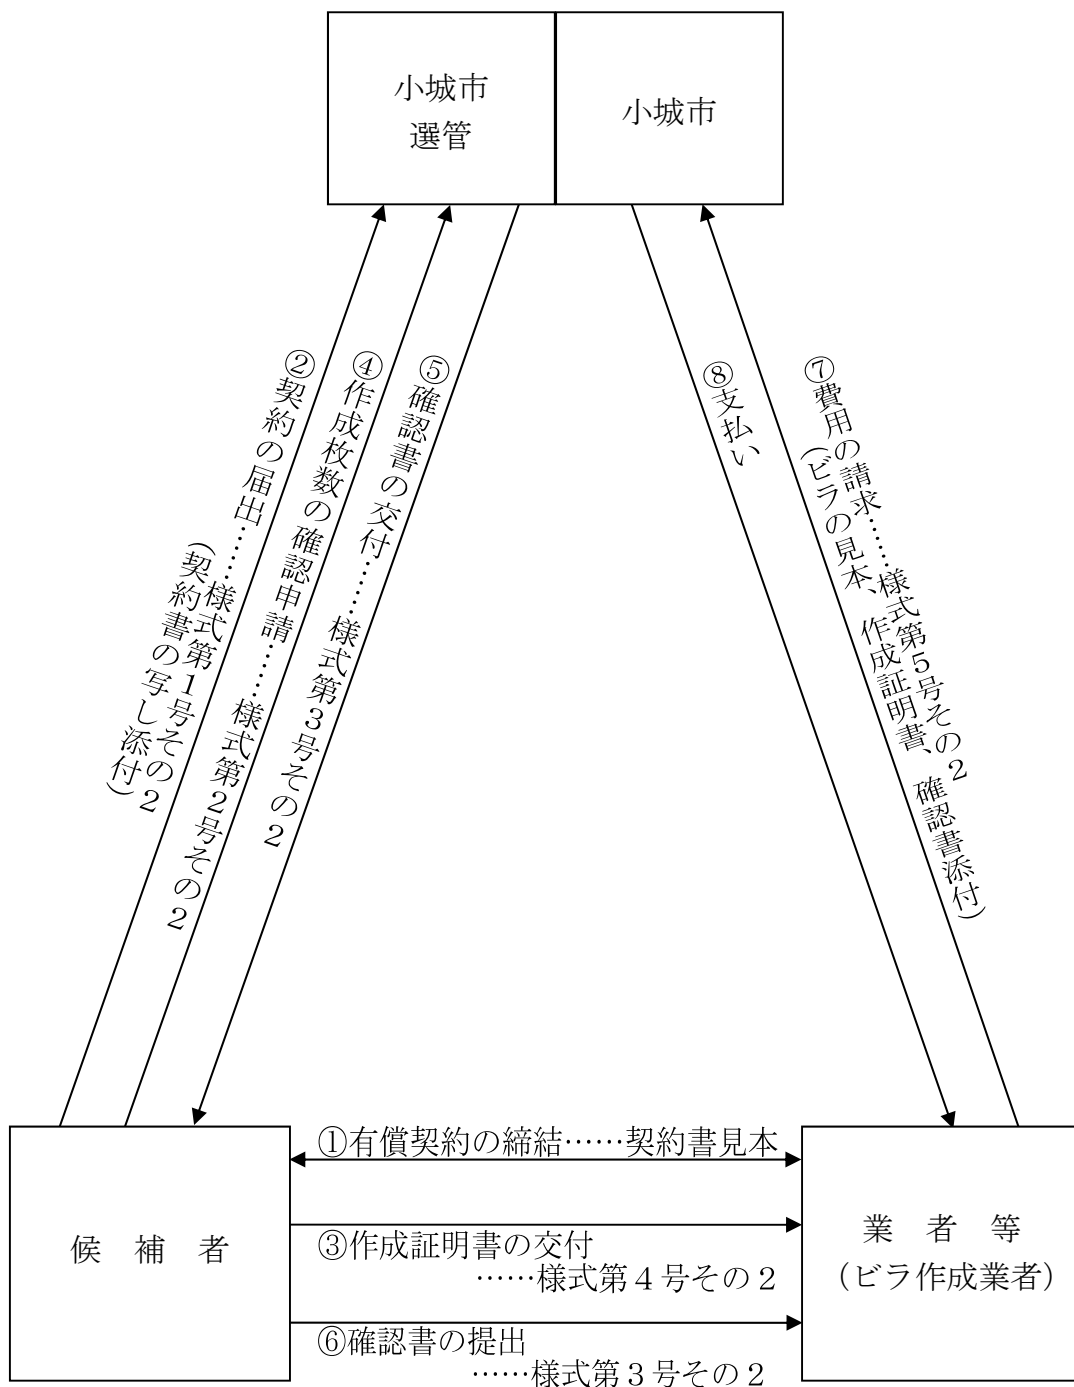 小城市
選管
小城市
②契約の届出……様式第１号その２
（契約書の写し添付）
④作成枚数の確認申請……様式第２号その２
⑤確認書の交付……様式第３号その２
⑧支払い
⑦費用の請求……様式第５号その２
（ビラの見本、作成証明書、確認書添付）
①有償契約の締結……契約書見本
候　補　者
③作成証明書の交付
……様式第４号その２
⑥確認書の提出
……様式第３号その２
業　者　等
（ビラ作成業者）